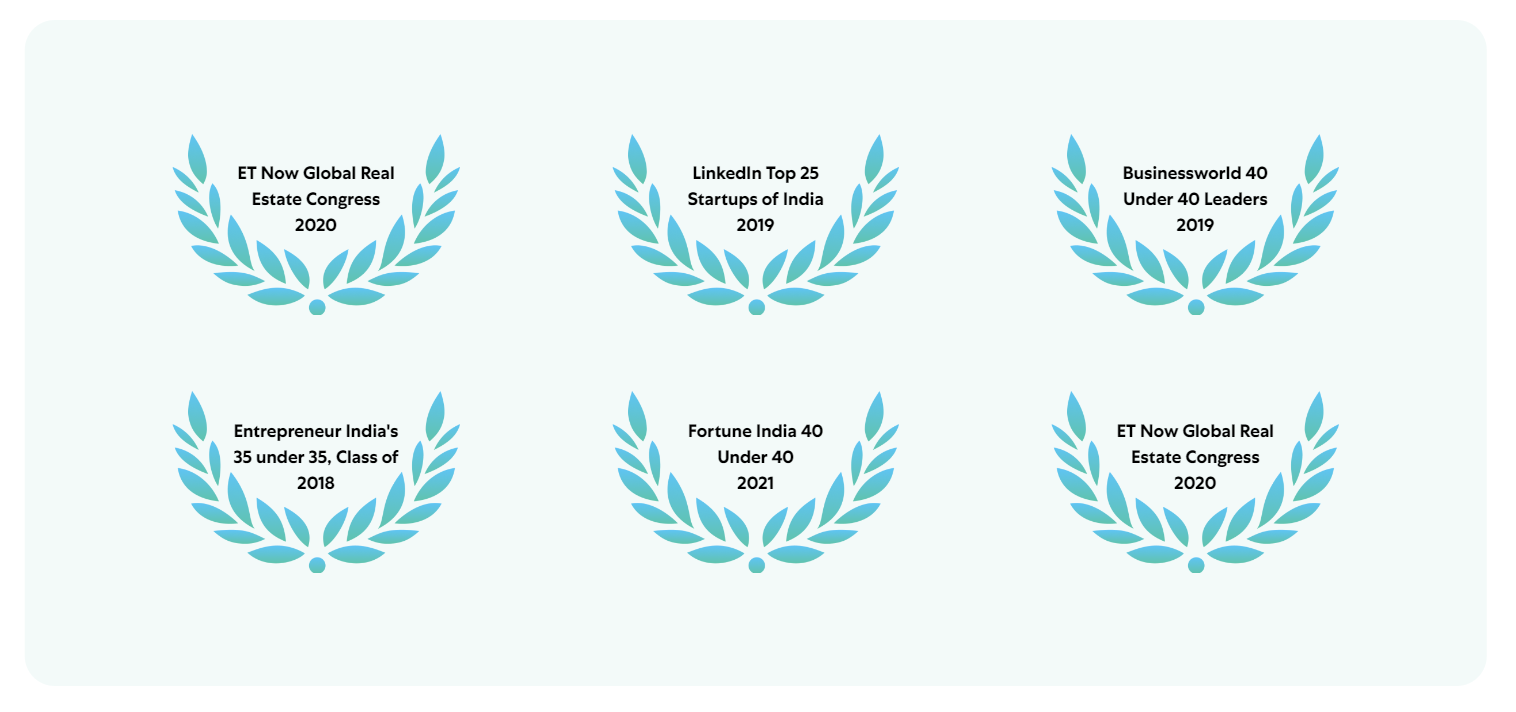 ET Now Global Real
Estate Congress
2020
LinkedIn Top 25
Startups of India
2019
Businessworld 40
Under 40 Leaders
2019
Entrepreneur India's
35 under 35, Class of
2018
Fortune India 40
Under 40
2021
ET Now Global Real
Estate Congress
2020